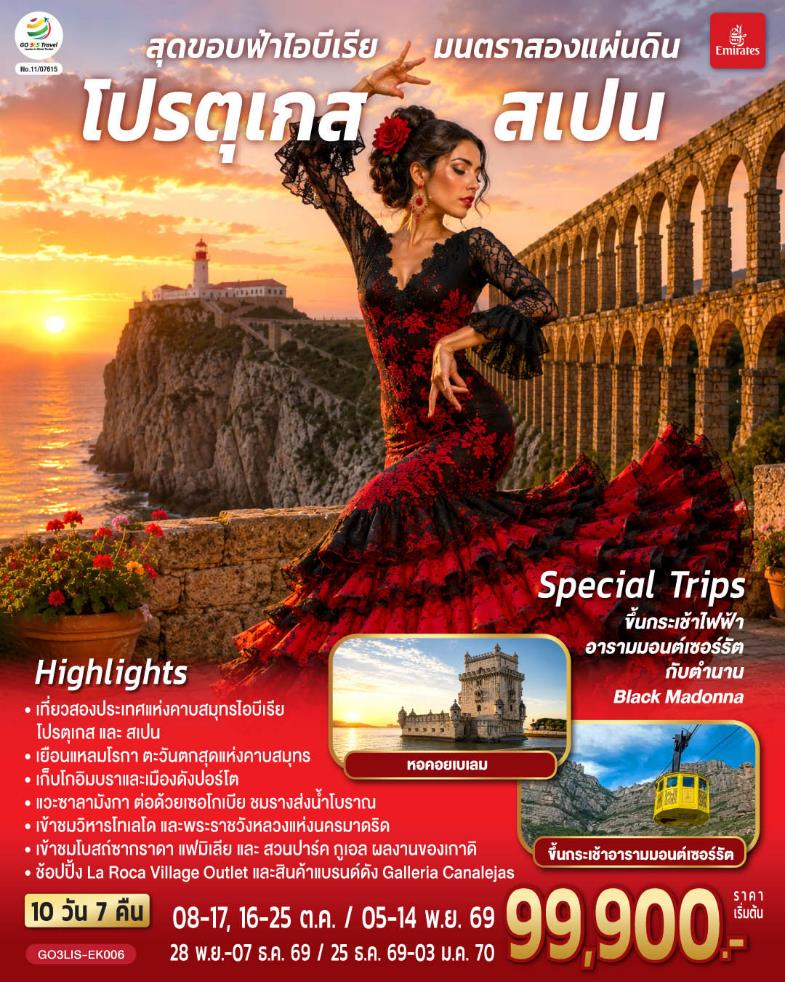 GO 365 Travel
No.11/07615
Emirates
สุดขอบฟ้าไอบีเรีย มนตราสองแผ่นดิน
โปรตุเกส สเปน
Special Trips
ขึ้นกระเช้าไฟฟ้า
อารามมอนต์เซอร์รัต
กับตำนาน
Black Madonna
Highlights
• เที่ยวสองประเทศแห่งคาบสมุทรไอบีเรีย
โปรตุเกส และ สเปน
• เยือนแหลมโรกา ตะวันตกสุดแห่งคาบสมุทร
• เก็บโกอิมบราและเมืองดังปอร์โต
• แวะซาลามังกา ต่อด้วยเซอโกเบีย ชมรางส่งน้ำโบราณ
• เข้าชมวิหารโทเลโด และพระราชวังหลวงแห่งนครมาดริด
• เข้าชมโบสถ์ซากราดา แฟมิเลีย และ สวนปาร์ค กูเอล ผลงานของเกาดิ
• ช้อปปิ้ง La Roca Village Outlet และสินค้าแบรนด์ดัง Galleria Canalejas
หอคอยเบเลม
ขึ้นกระเช้าอารามมอนต์เซอร์รัต
10 วัน 7 คืน
GO3LIS-EK006
08-17, 16-25 ต.ค. / 05-14 พ.ย. 69
28 พ.ย.-07 ธ.ค. 69 / 25 ธ.ค. 69-03 ม.ค. 70
99,900.-
ราคา
เริ่มต้น